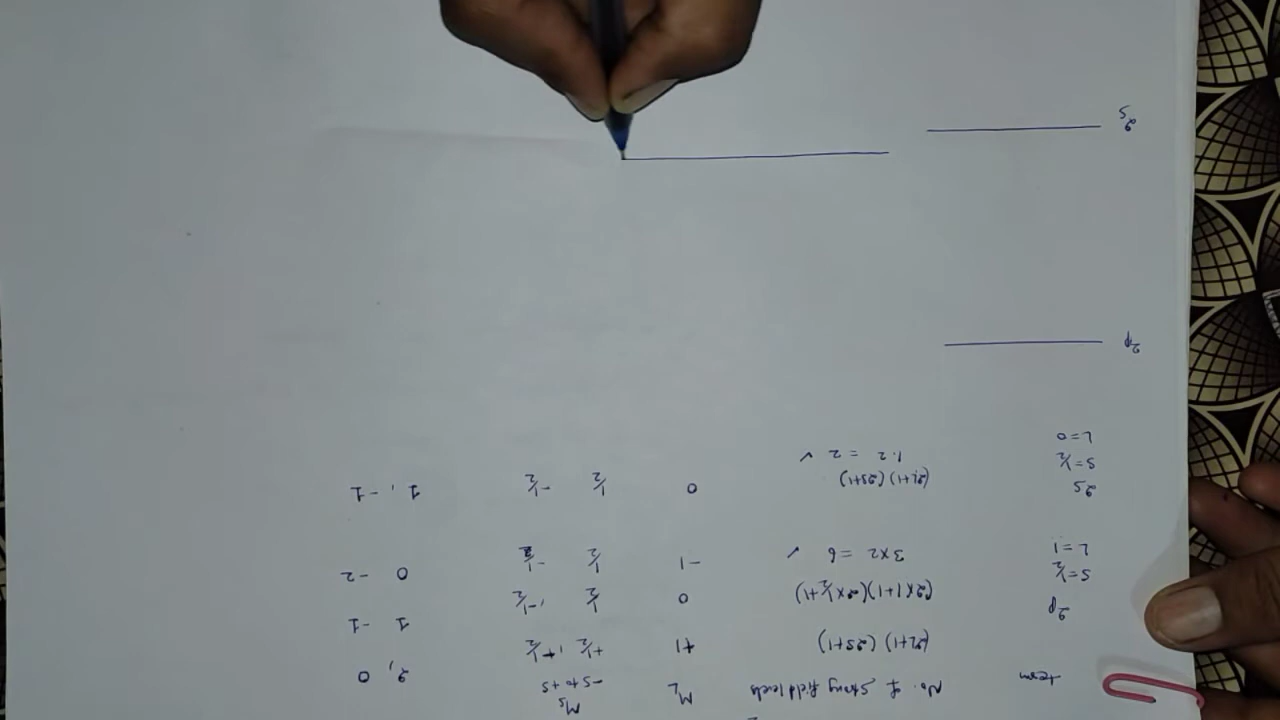 term No. of Strong field levels ML MS
-S to +S
(2L+1) (2S+1) +1 +½, -½ 2, 0
2P (2×1+1)(2×½+1) 0 ½, -½ 1 -1
S=½
L=1 3×2 = 6 ✓ -1 ½ -½ 0 -2
2S (2L+1) (2S+1) 0 ½ -½ 1, -1
S=½ 1.2 = 2 ✓
L=0
2P
2S